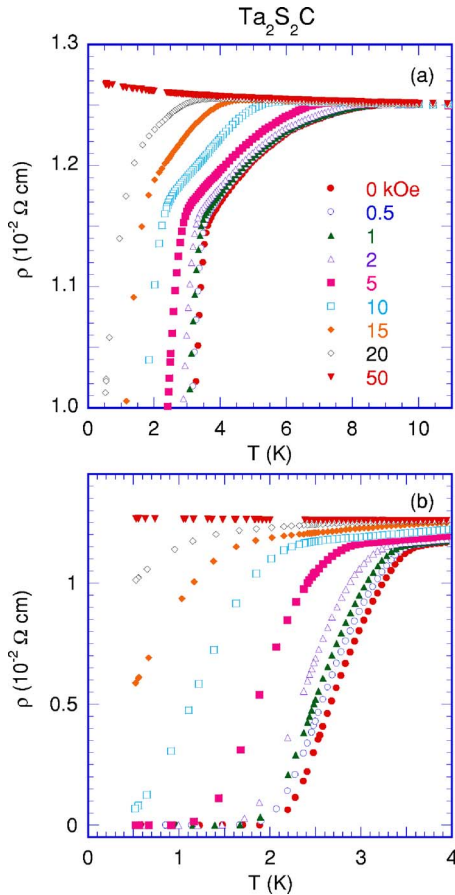 Ta₂S₂C
(a)
1.3
1.2
1.1
1.0
ρ (10⁻² Ω cm)
0 kOe
0.5
1
2
5
10
15
20
50
0 2 4 6 8 10
T (K)
(b)
1
0.5
0
ρ (10⁻² Ω cm)
0 1 2 3 4
T (K)